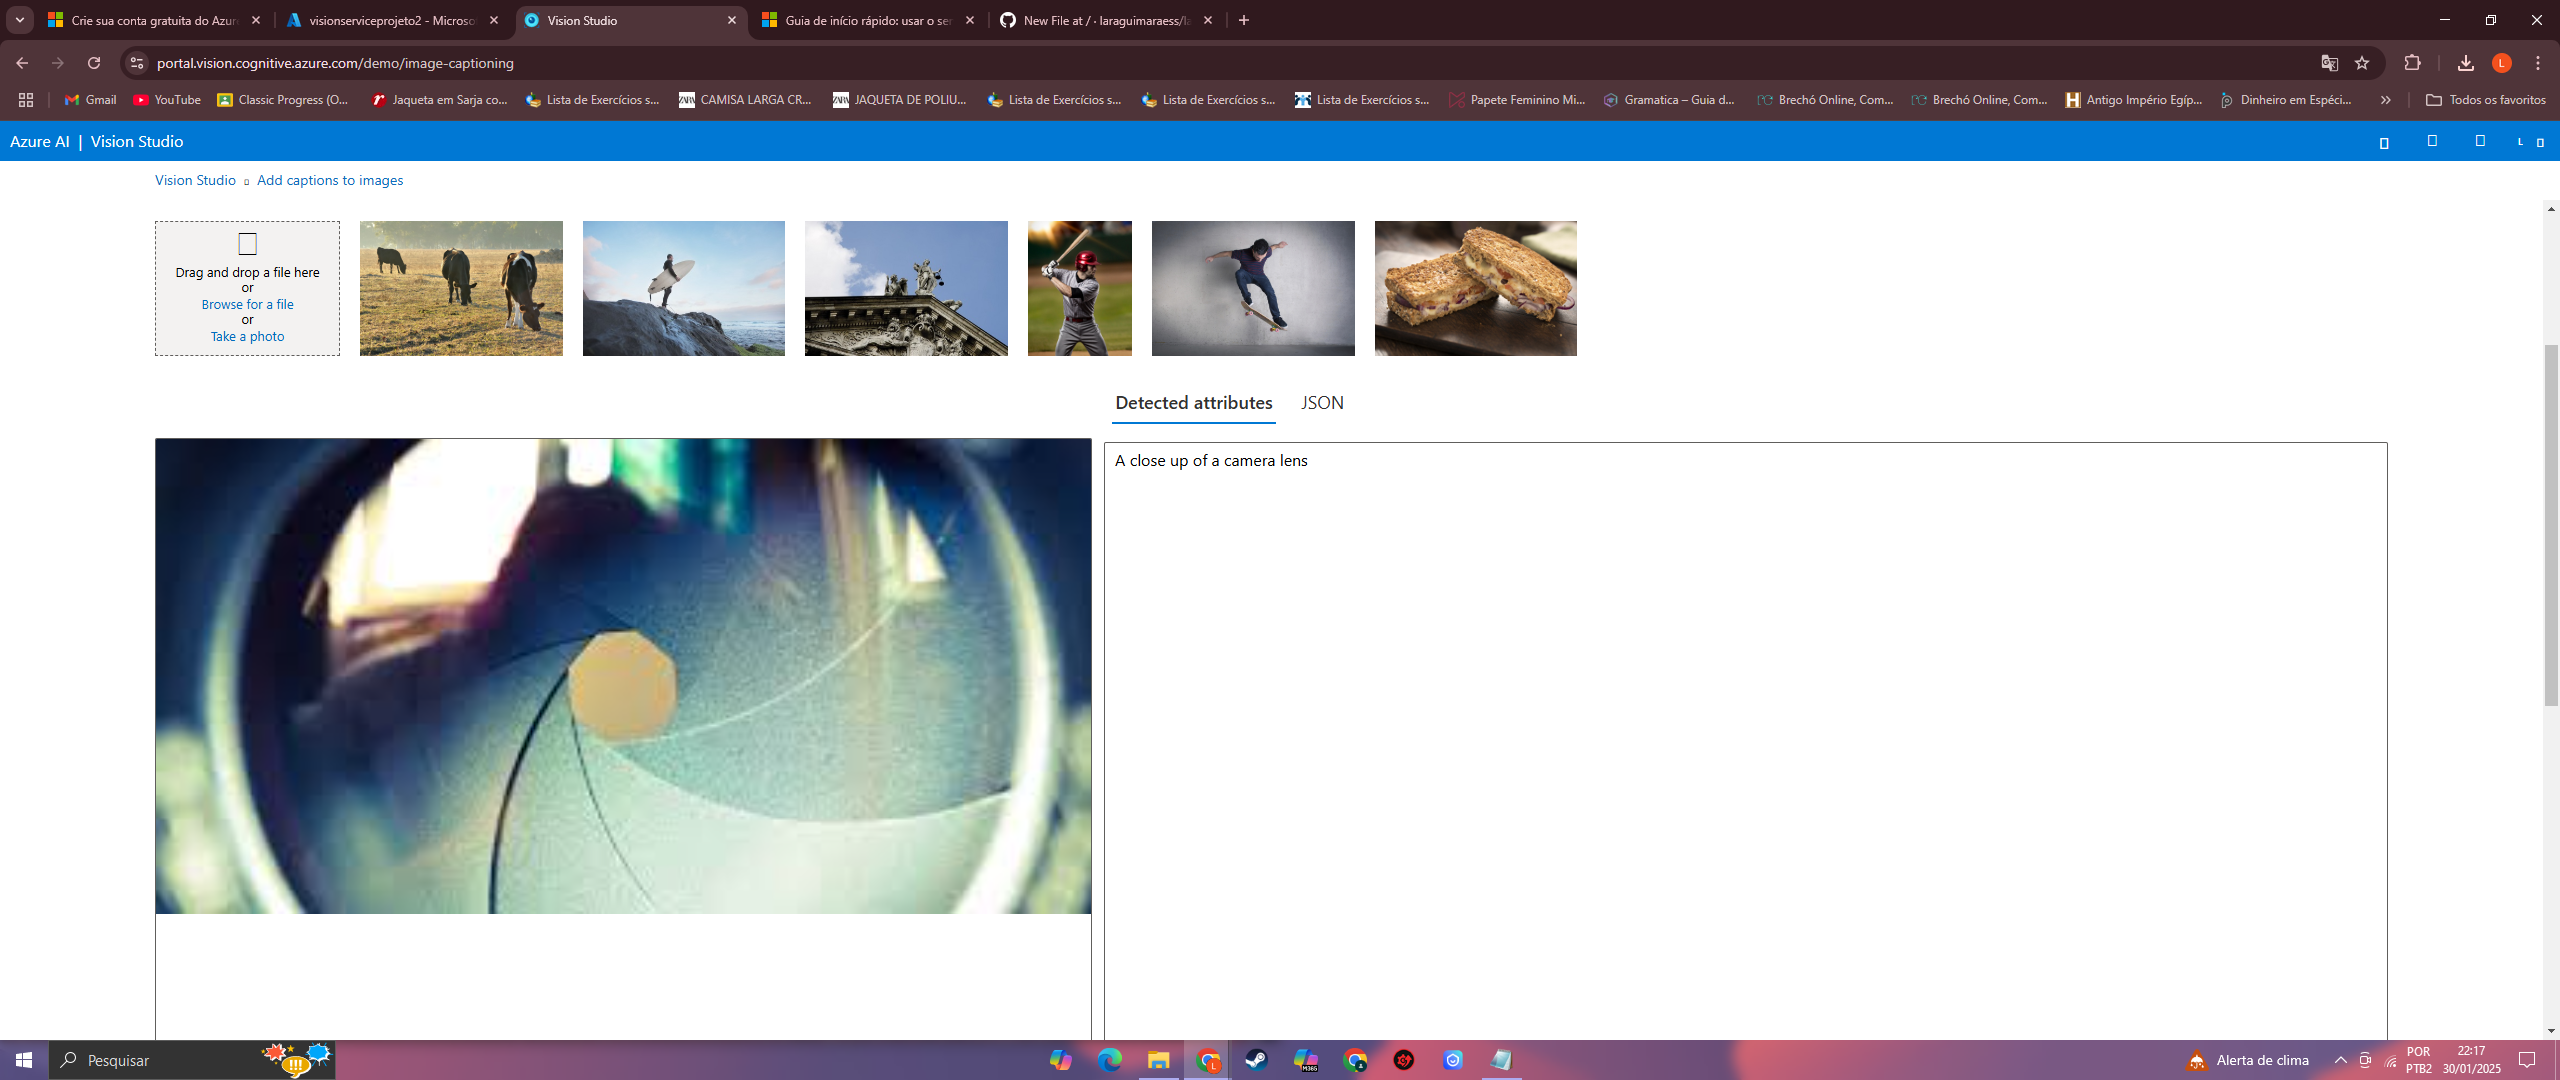 Crie sua conta gratuita do Azur
visionserviceprojeto2 - Microso
Vision Studio
Guia de início rápido: usar o ser
New File at / · laraguimaraess/la
portal.vision.cognitive.azure.com/demo/image-captioning
L
Gmail
YouTube
Classic Progress (O...
Jaqueta em Sarja co...
Lista de Exercícios s...
CAMISA LARGA CR...
JAQUETA DE POLIU...
Lista de Exercícios s...
Lista de Exercícios s...
Lista de Exercícios s...
Papete Feminino Mi...
Gramatica – Guia d...
Brechó Online, Com...
Brechó Online, Com...
Antigo Império Egíp...
Dinheiro em Espéci...
Todos os favoritos
Azure AI | Vision Studio
L
Vision Studio
Add captions to images
Drag and drop a file here
or
Browse for a file
or
Take a photo
Detected attributes
JSON
A close up of a camera lens
Pesquisar
Alerta de clima
POR
PTB2
22:17
30/01/2025